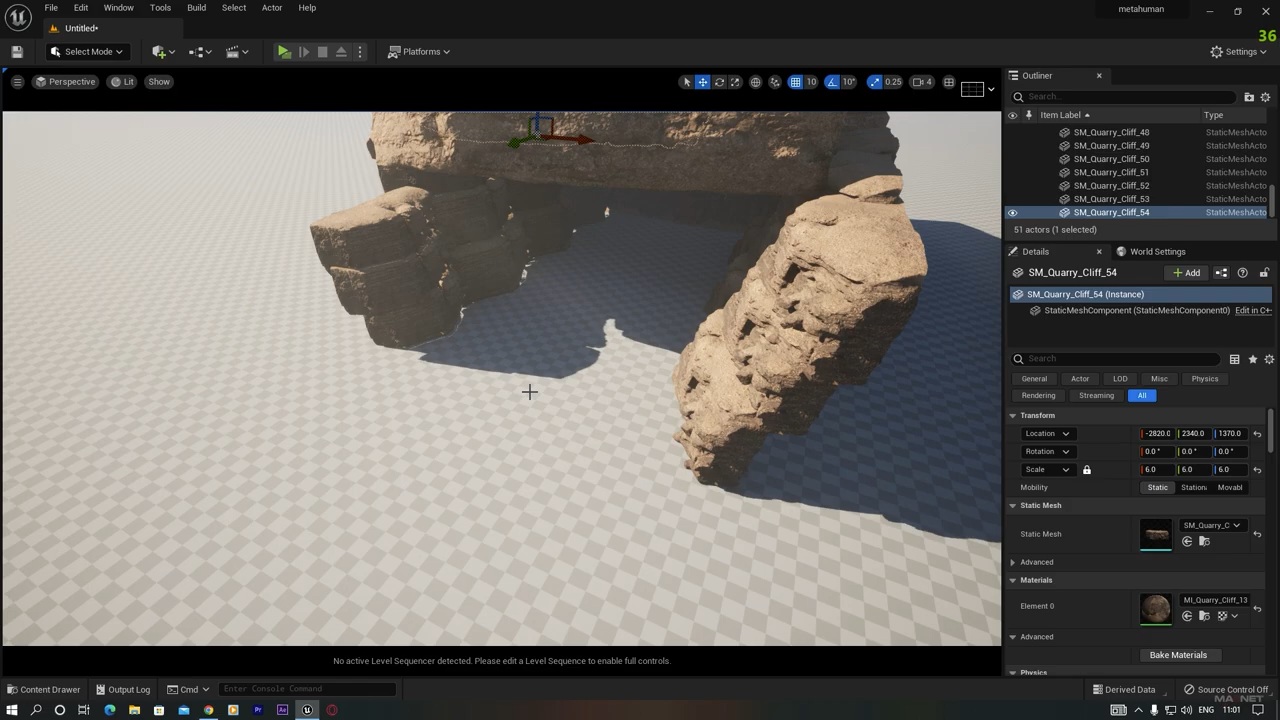 File Edit Window Tools Build Select Actor Help
metahuman
Untitled*
36
Select Mode
Platforms
Settings
Perspective Lit Show
10 10° 0.25 4
Outliner
Search...
Item Label Type
SM_Quarry_Cliff_48 StaticMeshActo
SM_Quarry_Cliff_49 StaticMeshActo
SM_Quarry_Cliff_50 StaticMeshActo
SM_Quarry_Cliff_51 StaticMeshActo
SM_Quarry_Cliff_52 StaticMeshActo
SM_Quarry_Cliff_53 StaticMeshActo
SM_Quarry_Cliff_54 StaticMeshActo
51 actors (1 selected)
Details World Settings
SM_Quarry_Cliff_54 Add
SM_Quarry_Cliff_54 (Instance)
StaticMeshComponent (StaticMeshComponent0) Edit in C+
Search
General Actor LOD Misc Physics
Rendering Streaming All
Transform
Location -2820.0 2340.0 1370.0
Rotation 0.0° 0.0° 0.0°
Scale 6.0 6.0 6.0
Mobility Static Station Movabl
Static Mesh
Static Mesh SM_Quarry_C
Advanced
Materials
Element 0 MI_Quarry_Cliff_13
Advanced
Bake Materials
Physics
No active Level Sequencer detected. Please edit a Level Sequence to enable full controls.
Content Drawer Output Log Cmd Enter Console Command
Derived Data Source Control Off
ENG 11:01